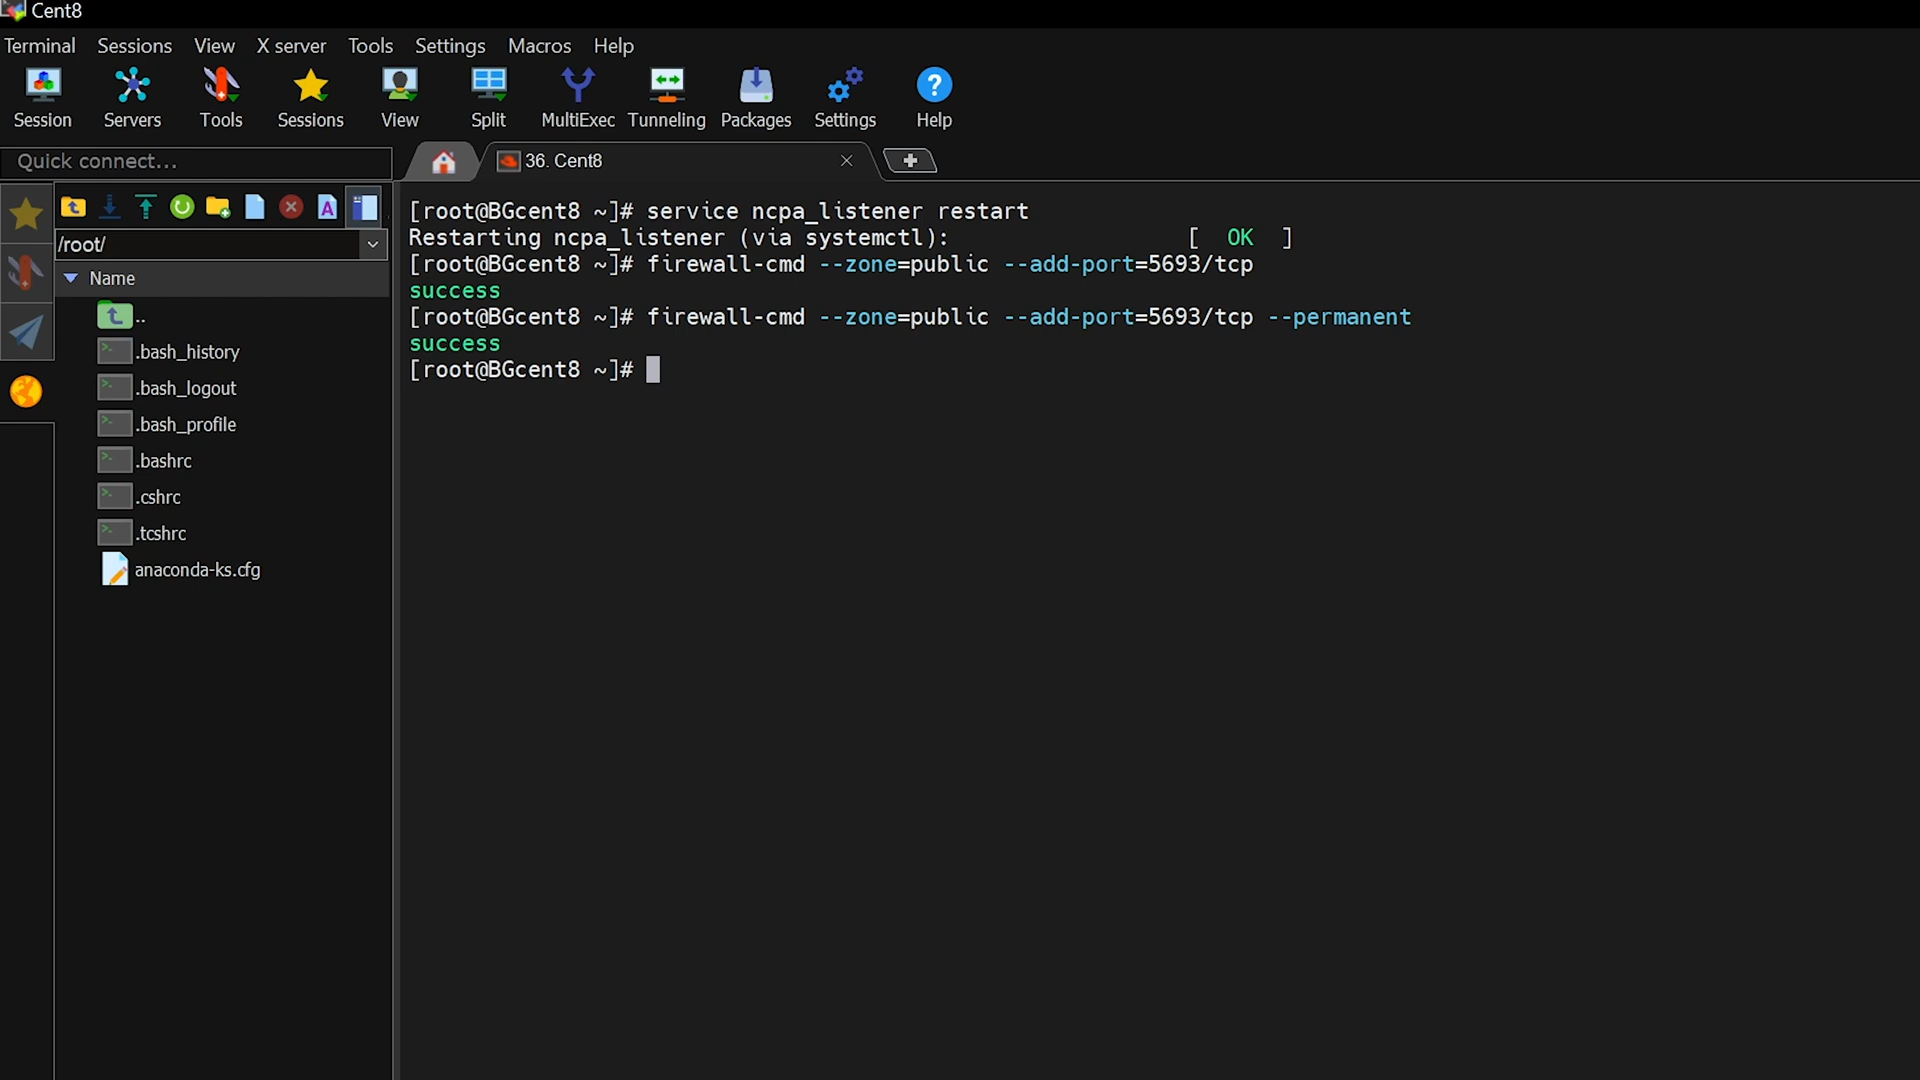 Cent8
Terminal Sessions View X server Tools Settings Macros Help
Session Servers Tools Sessions View Split MultiExec Tunneling Packages Settings Help
Quick connect...
36. Cent8
/root/
Name
..
.bash_history
.bash_logout
.bash_profile
.bashrc
.cshrc
.tcshrc
anaconda-ks.cfg
[root@BGcent8 ~]# service ncpa_listener restart
Restarting ncpa_listener (via systemctl): [ OK ]
[root@BGcent8 ~]# firewall-cmd --zone=public --add-port=5693/tcp
success
[root@BGcent8 ~]# firewall-cmd --zone=public --add-port=5693/tcp --permanent
success
[root@BGcent8 ~]#